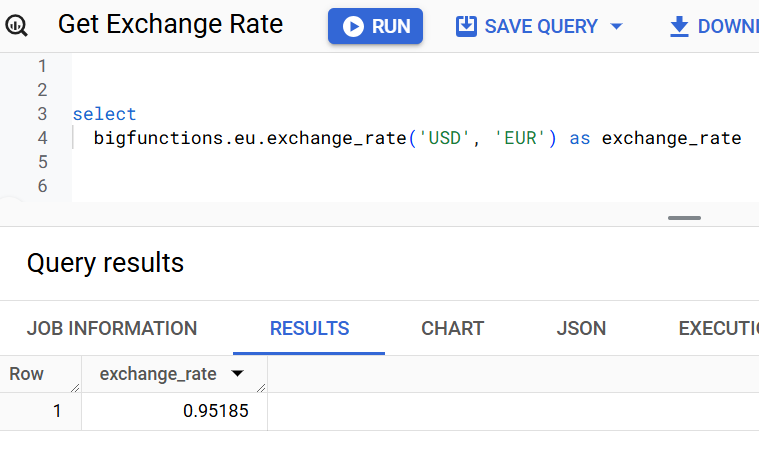 Get Exchange Rate
RUN
SAVE QUERY
DOWNL
1
2
3 select
4 bigfunctions.eu.exchange_rate('USD', 'EUR') as exchange_rate
5
6
Query results
JOB INFORMATION RESULTS CHART JSON EXECUTI
Row exchange_rate
1 0.95185